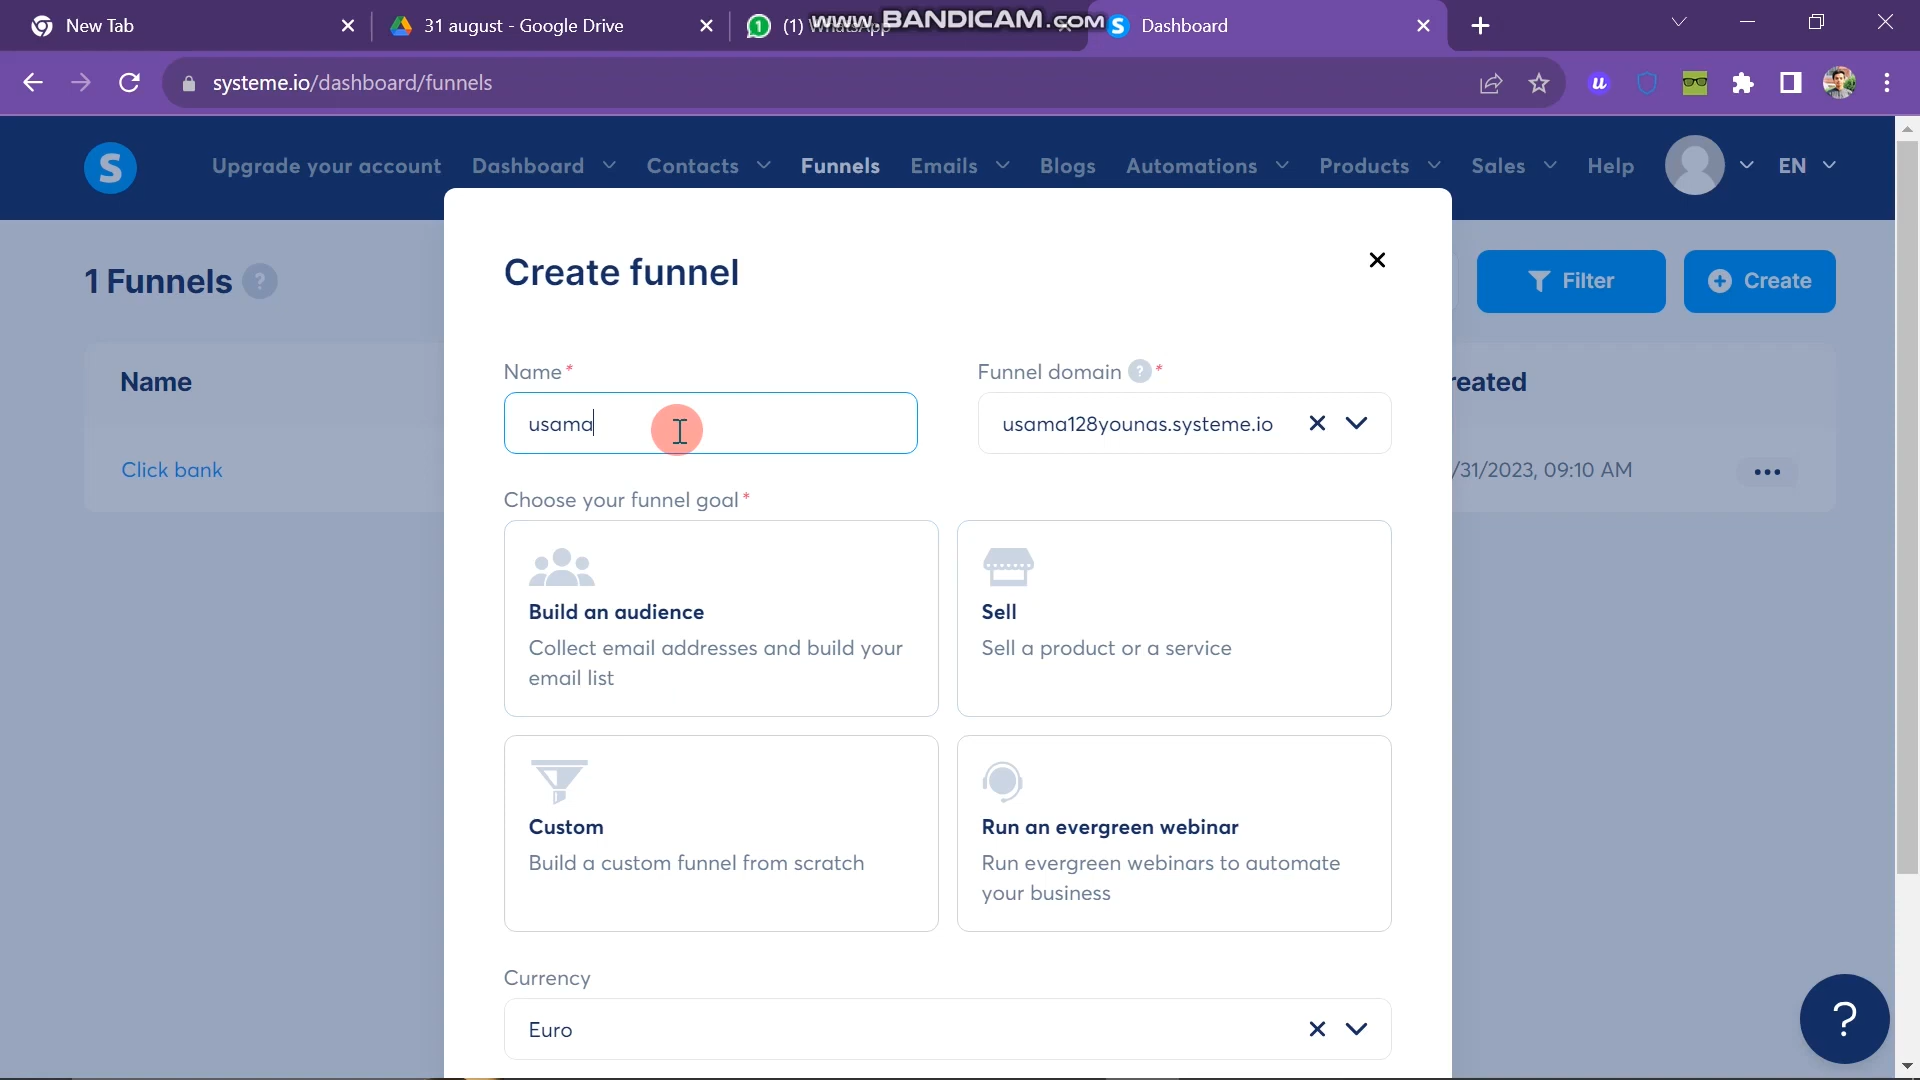 New Tab
31 august - Google Drive
1
(1) WhatsApp
www.BANDICAM.com
S
Dashboard
systeme.io/dashboard/funnels
u
S
Upgrade your account
Dashboard
Contacts
Funnels
Emails
Blogs
Automations
Products
Sales
Help
EN
Create funnel
1 Funnels ?
Filter
Create
Name*
Funnel domain ? *
Name
reated
usama
usama128younas.systeme.io
Click bank
/31/2023, 09:10 AM
Choose your funnel goal*
Build an audience
Collect email addresses and build your
email list
Sell
Sell a product or a service
Custom
Build a custom funnel from scratch
Run an evergreen webinar
Run evergreen webinars to automate
your business
Currency
Euro
?